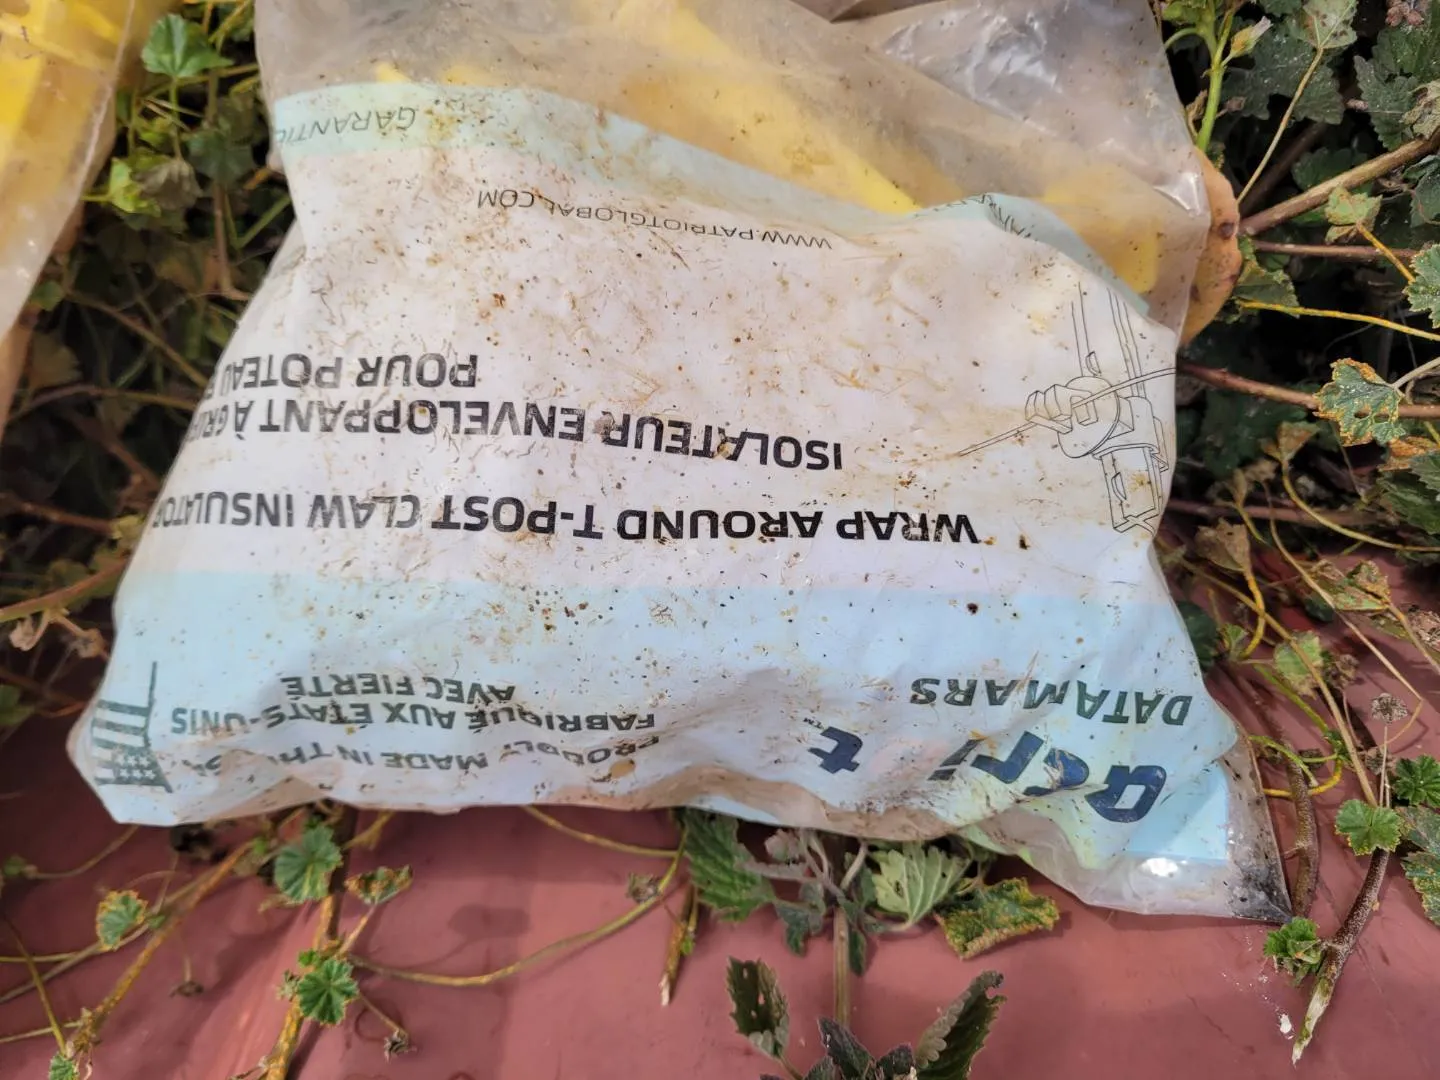 DATAMARS
MADE IN
FABRIQUÉ AUX ÉTATS-UNIS
AVEC FIERTÉ
WRAP AROUND T-POST CLAW INSULATOR
ISOLATEUR ENVELOPPANT À
POUR POTEAU
WWW.PATRIOTGLOBAL.COM